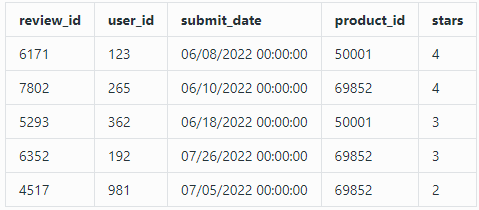 review_id user_id submit_date product_id stars
6171 123 06/08/2022 00:00:00 50001 4
7802 265 06/10/2022 00:00:00 69852 4
5293 362 06/18/2022 00:00:00 50001 3
6352 192 07/26/2022 00:00:00 69852 3
4517 981 07/05/2022 00:00:00 69852 2